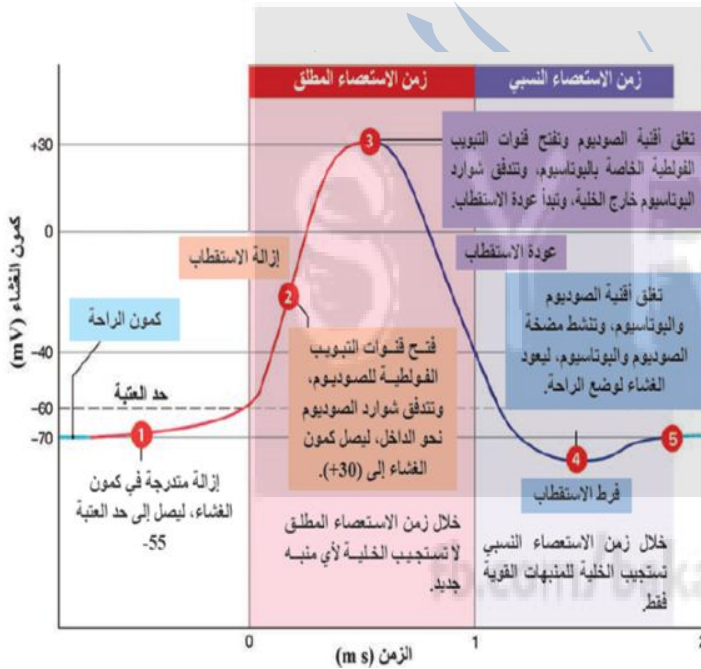 زمن الاستعصاء المطلق
زمن الاستعصاء النسبي
+30
0
-40
-60
-70
كمون الغشاء (mV)
3
تغلق أقنية الصوديوم وتفتح قنوات التبويب
الفولطية الخاصة بالبوتاسيوم، وتتدفق شوارد
البوتاسيوم خارج الخلية، وتبدأ عودة الاستقطاب.
عودة الاستقطاب
إزالة الاستقطاب
2
تغلق أقنية الصوديوم
والبوتاسيوم، وتنشط مضخة
الصوديوم والبوتاسيوم، ليعود
الغشاء لوضع الراحة.
كمون الراحة
فتح قنوات التبويب
الفولطية للصوديوم،
وتتدفق شوارد الصوديوم
نحو الداخل، ليصل كمون
الغشاء إلى (30+).
حد العتبة
1
4
5
إزالة متدرجة في كمون
الغشاء، ليصل إلى حد العتبة
-55
فرط الاستقطاب
خلال زمن الاستعصاء المطلق
لا تستجيب الخلية لأي منبه
جديد.
خلال زمن الاستعصاء النسبي
تستجيب الخلية للمنبهات القوية
فقط.
0
1
2
الزمن (m s)